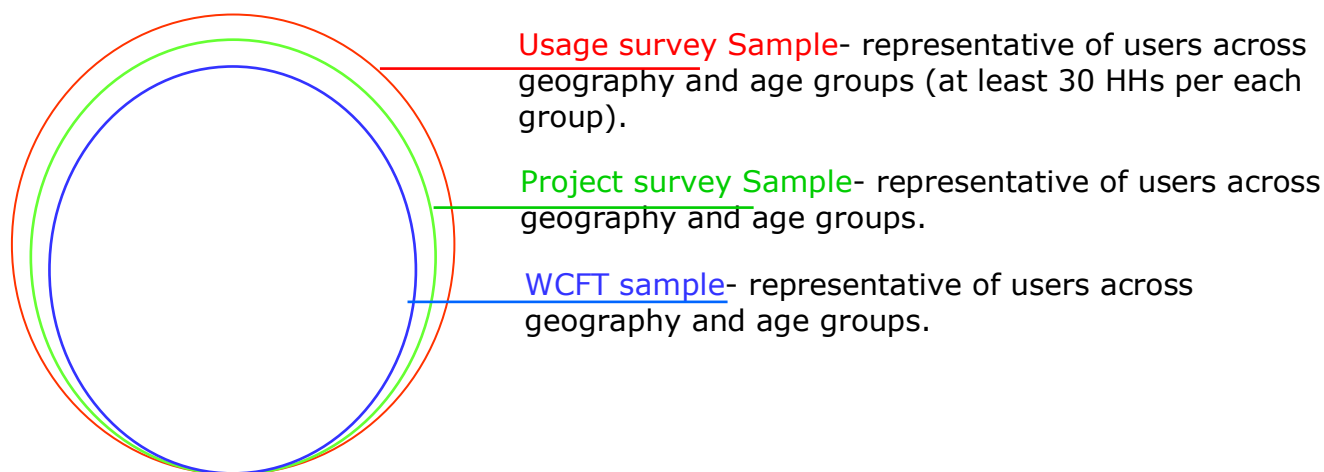 Usage survey Sample- representative of users across
geography and age groups (at least 30 HHs per each
group).
Project survey Sample- representative of users across
geography and age groups.
WCFT sample- representative of users across
geography and age groups.